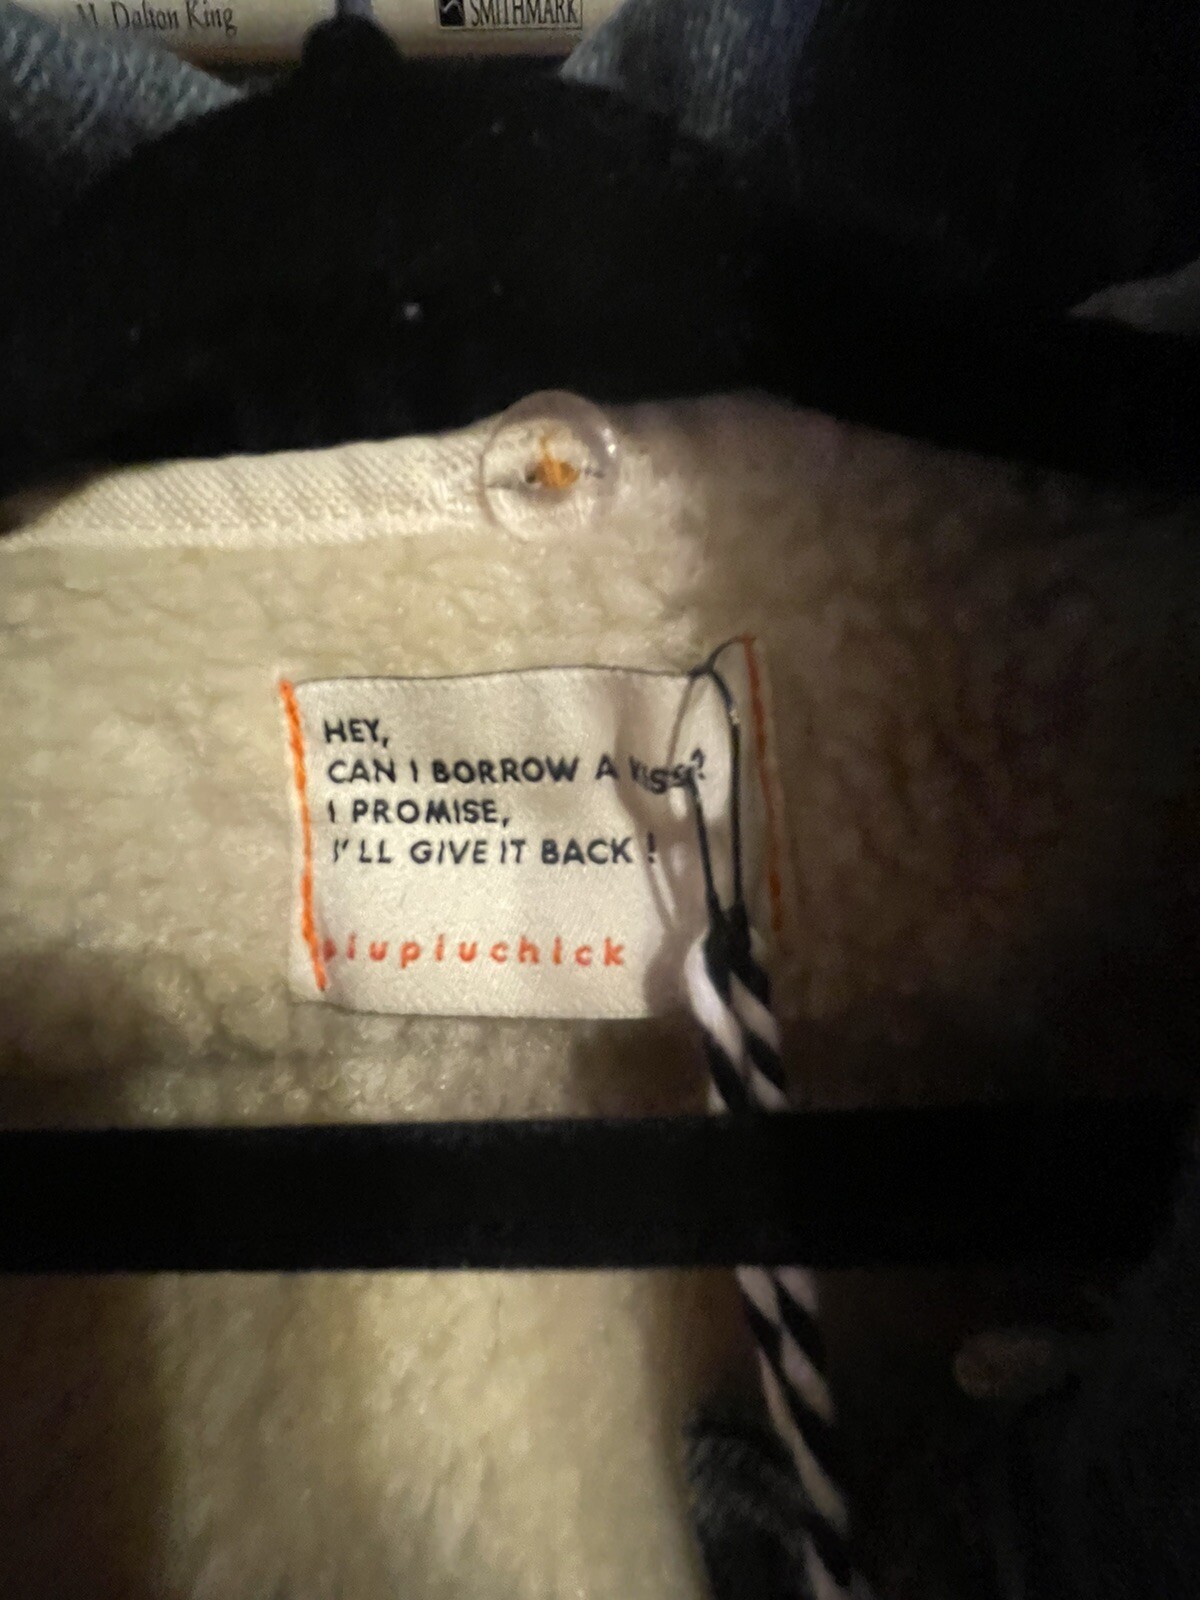 M. Dalton King
SMITHMARK
HEY,
CAN I BORROW A KISS?
I PROMISE,
I'LL GIVE IT BACK !
piupiuchick